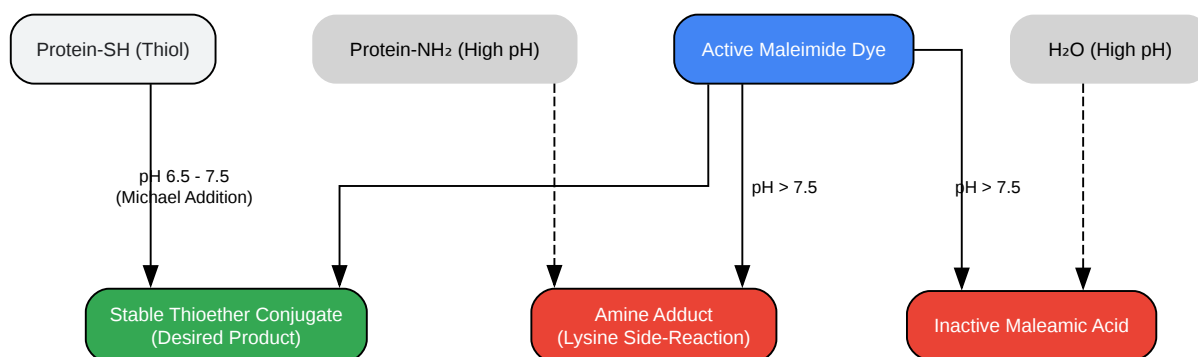 Protein-SH (Thiol)
Protein-NH₂ (High pH)
Active Maleimide Dye
H₂O (High pH)
pH 6.5 - 7.5
(Michael Addition)
pH > 7.5
pH > 7.5
Stable Thioether Conjugate
(Desired Product)
Amine Adduct
(Lysine Side-Reaction)
Inactive Maleamic Acid